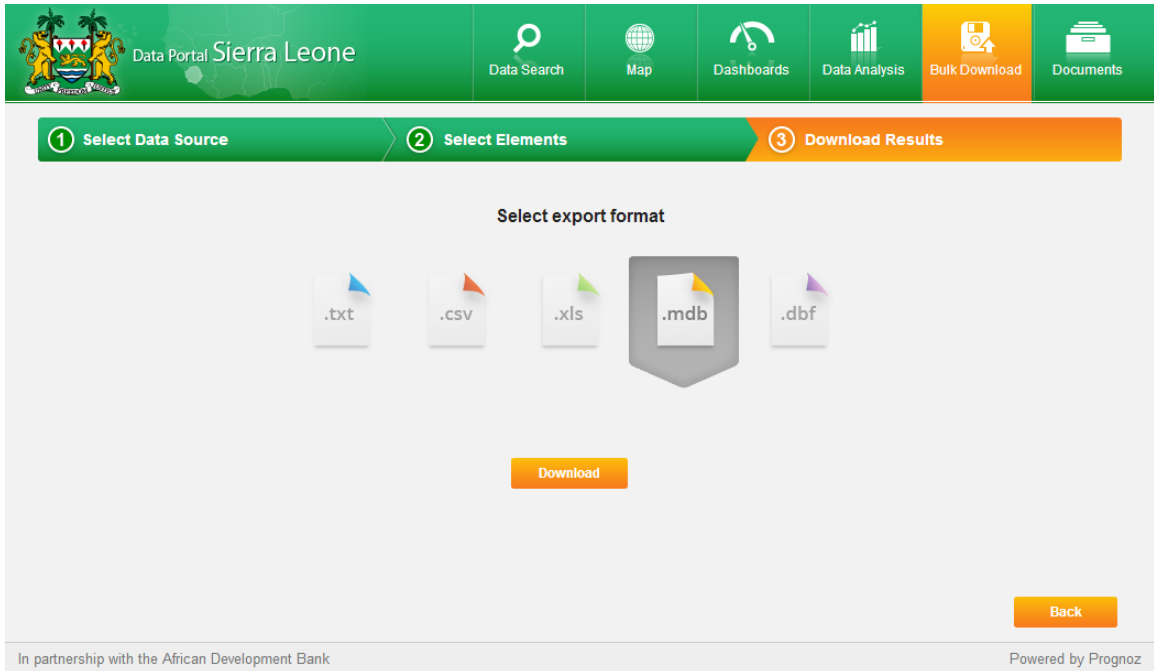 Data Portal Sierra Leone
Data Search
Map
Dashboards
Data Analysis
Bulk Download
Documents
1 Select Data Source
2 Select Elements
3 Download Results
Select export format
.txt
.csv
.xls
.mdb
.dbf
Download
Back
In partnership with the African Development Bank
Powered by Prognoz